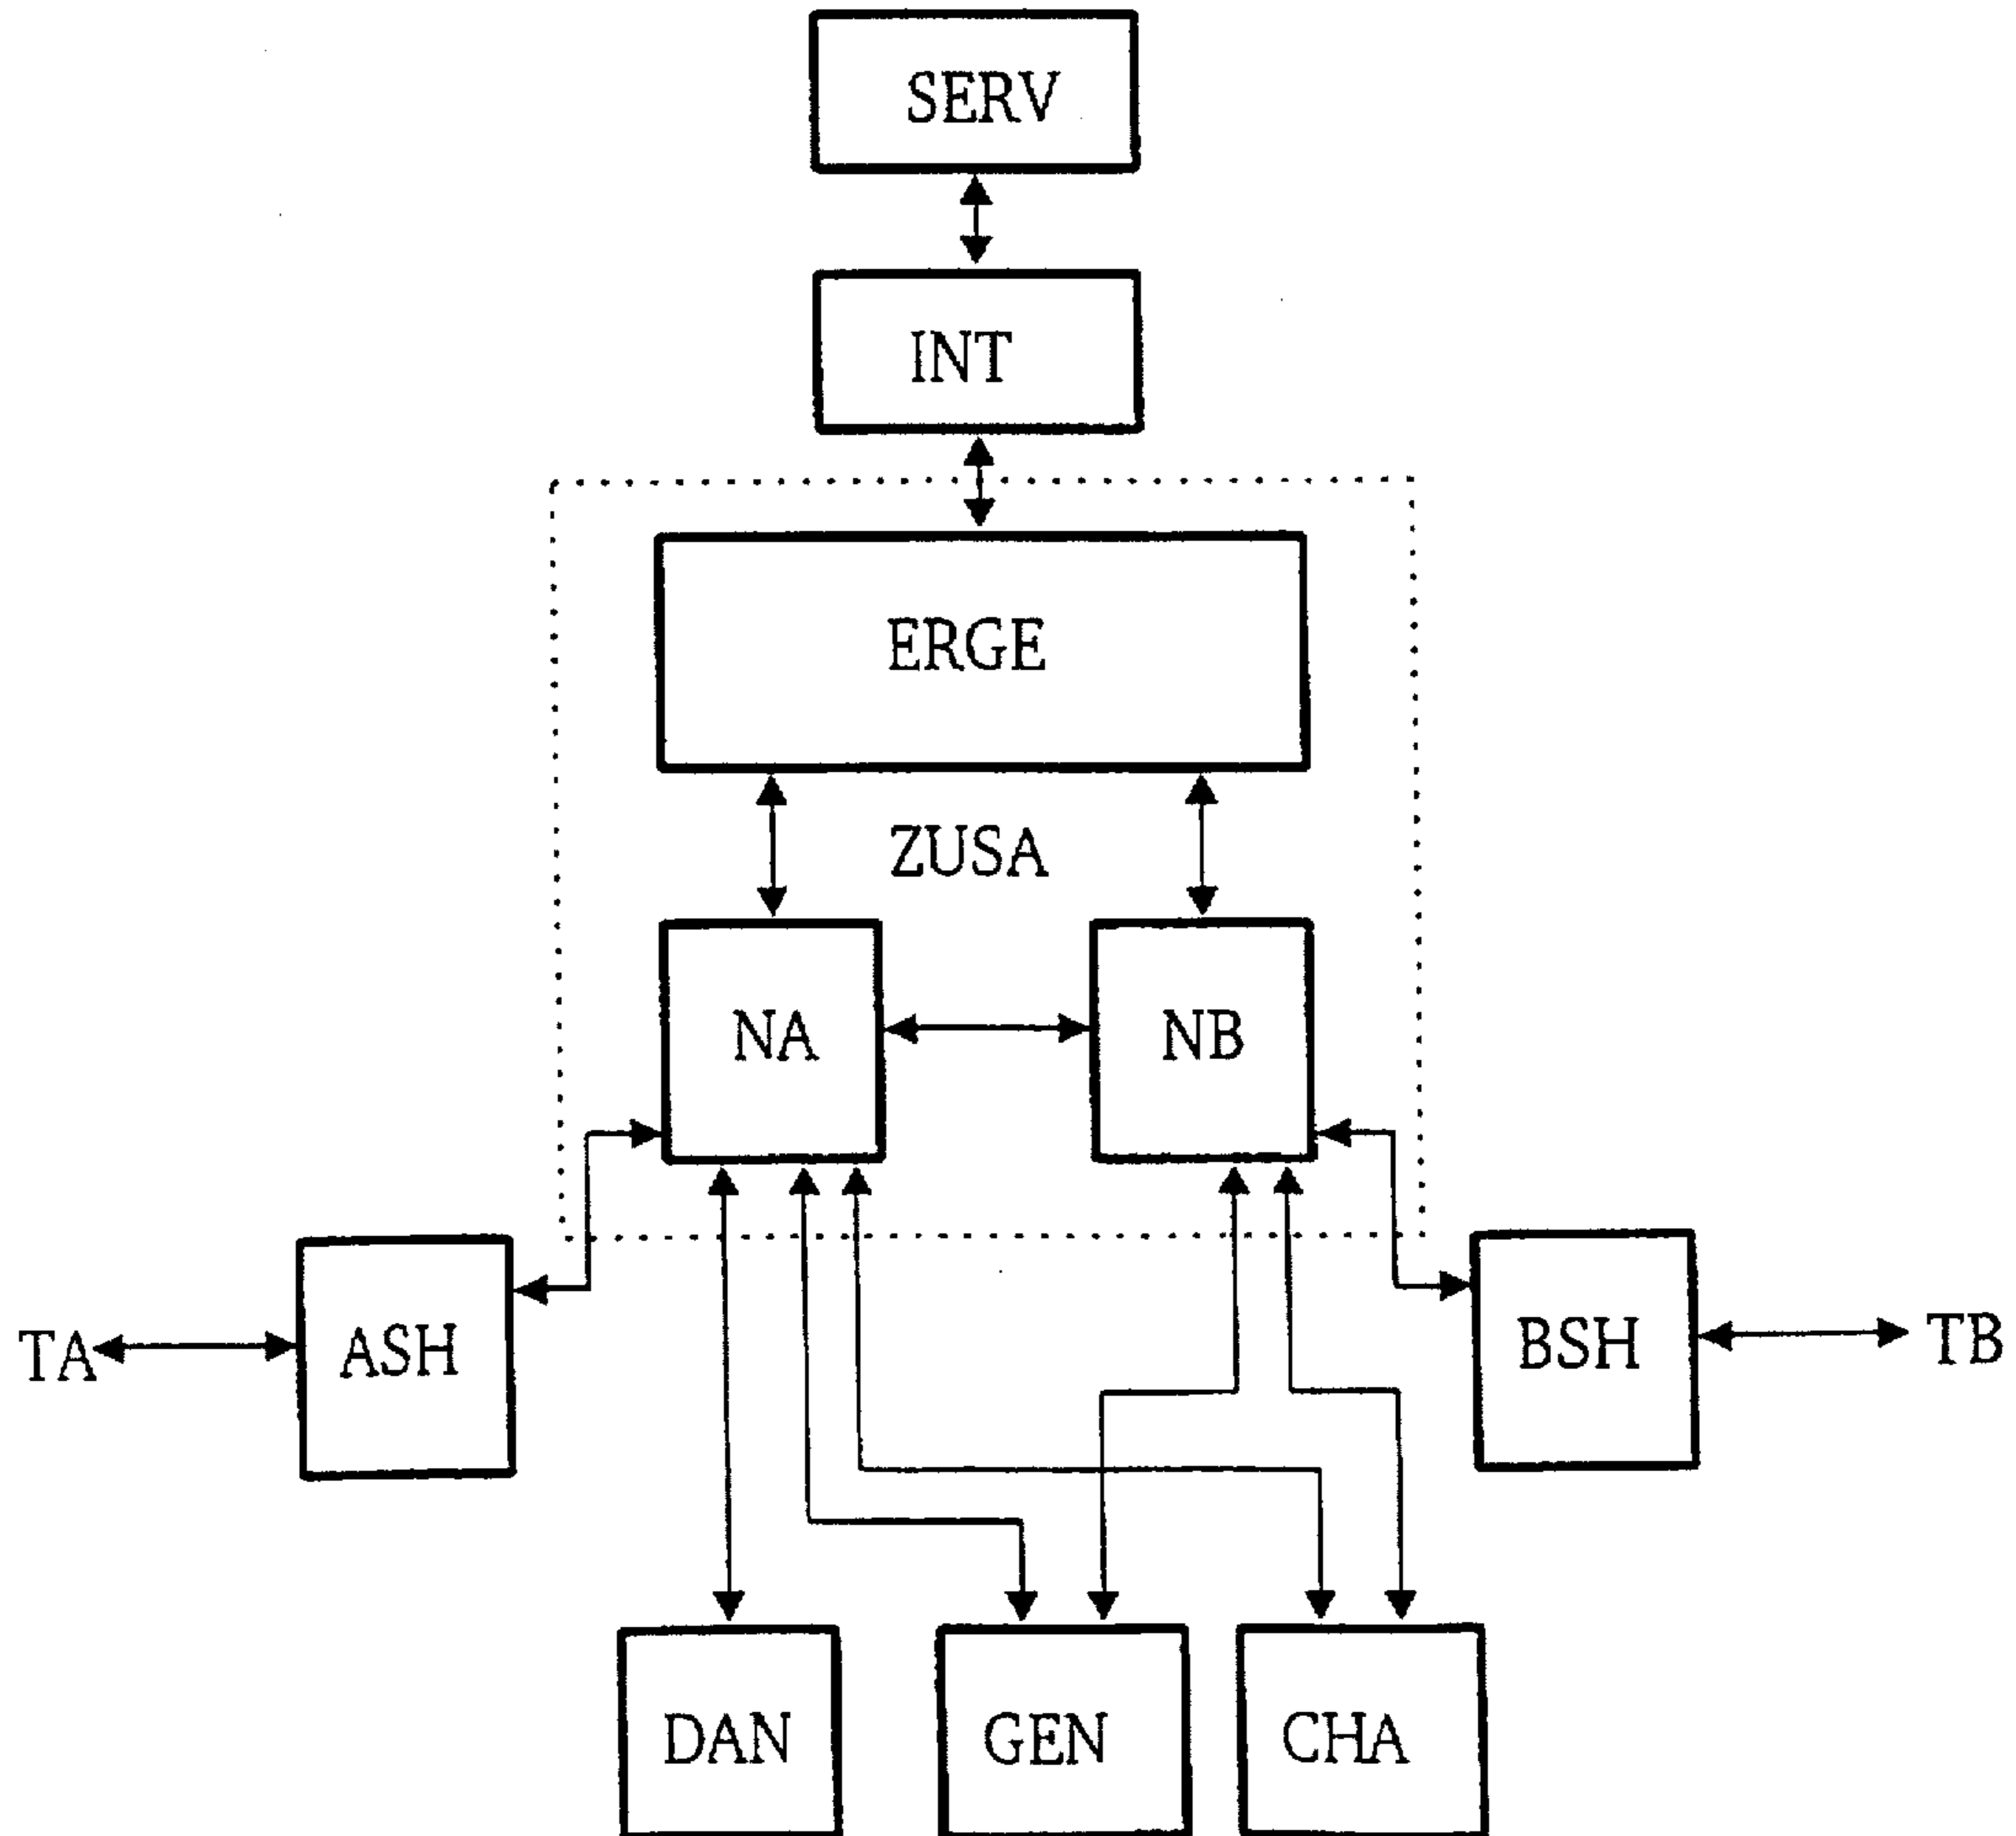 SERV
INT
ERGE
ZUSA
NA
NB
TA
ASH
BSH
TB
DAN
GEN
CHA